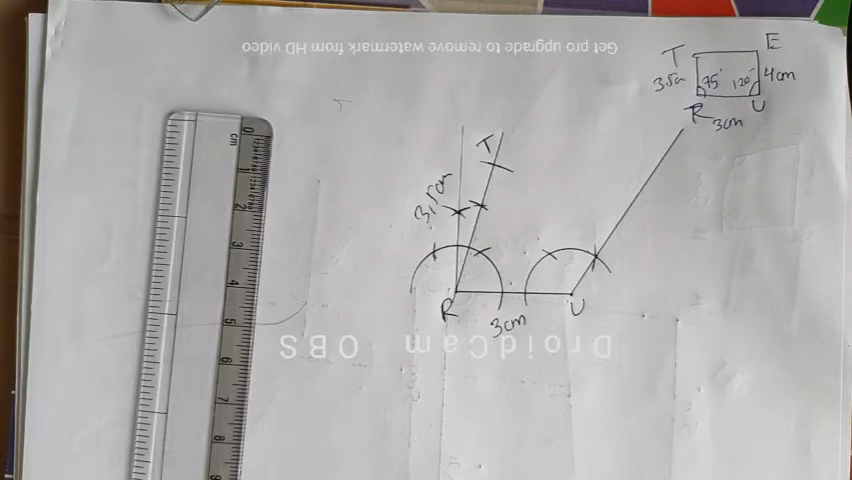 Get pro upgrade to remove watermark from HD video
T E
3.5cm 75° 120° 4cm
R U
3cm
T
3.5cm
R U
3cm
DroidCam OBS
cm
0
1
2
3
4
5
6
7
8
9